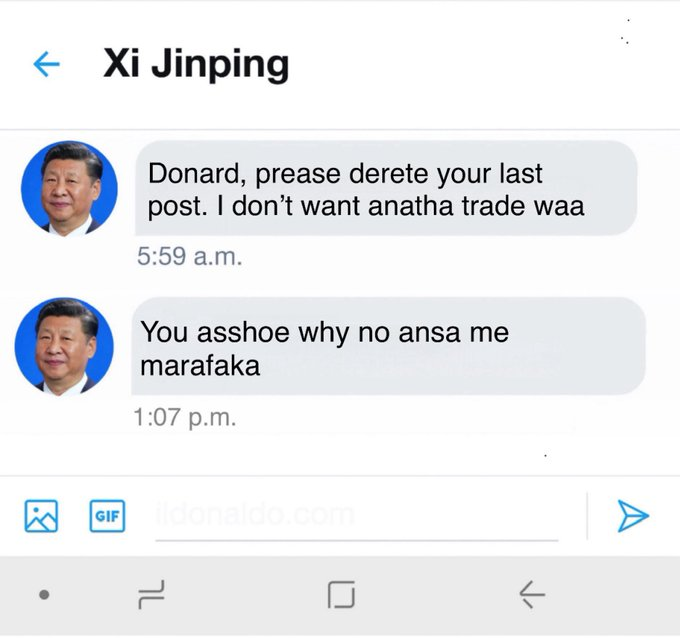 Xi Jinping
Donard, prease derete your last
post. I don’t want anatha trade waa
5:59 a.m.
You asshoe why no ansa me
marafaka
1:07 p.m.
GIF
ildonaldo.com